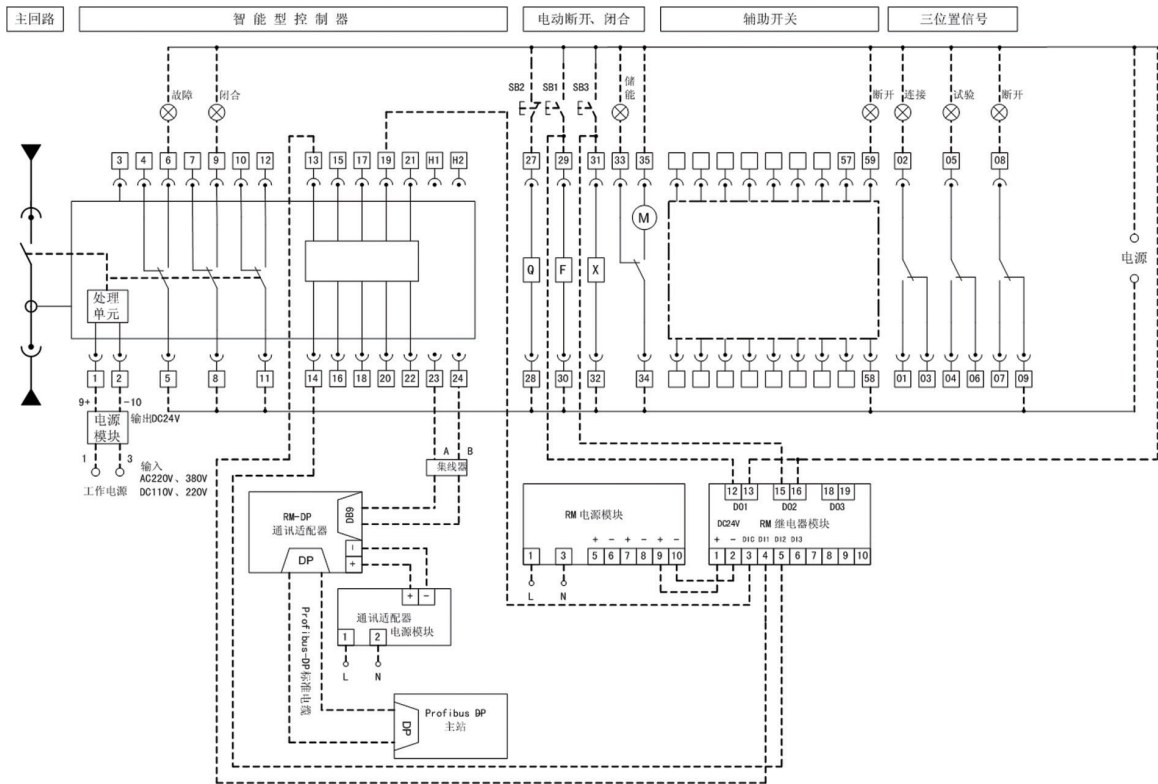 主回路 智能型控制器 电动断开、闭合 辅助开关 三位置信号
故障 闭合 SB2 SB1 SB3 储能 断开 连接 试验 断开
3 4 6 7 9 10 12 13 15 17 19 21 H1 H2 27 29 31 33 35 57 59 02 05 08
M
电源
Q F X
处理
单元
1 2 5 8 11 14 16 18 20 22 23 24 28 30 32 34 58 01 03 04 06 07 09
9+ -10
电源
模块
输出DC24V
1 3
工作电源
输入
AC220V、380V
DC110V、220V
A B
集线器
RM-DP
通讯适配器
DB9
DP
- +
+ -
通讯适配器
电源模块
1 2
L N
Profibus-DP标准电缆
Profibus DP
主站
DP
RM 电源模块
+ - + - + -
1 3 5 6 7 8 9 10
L N
12 13 15 16 18 19
DO1 DO2 DO3
DC24V RM 继电器模块
+ - DIC DI1 DI2 DI3
1 2 3 4 5 6 7 8 9 10